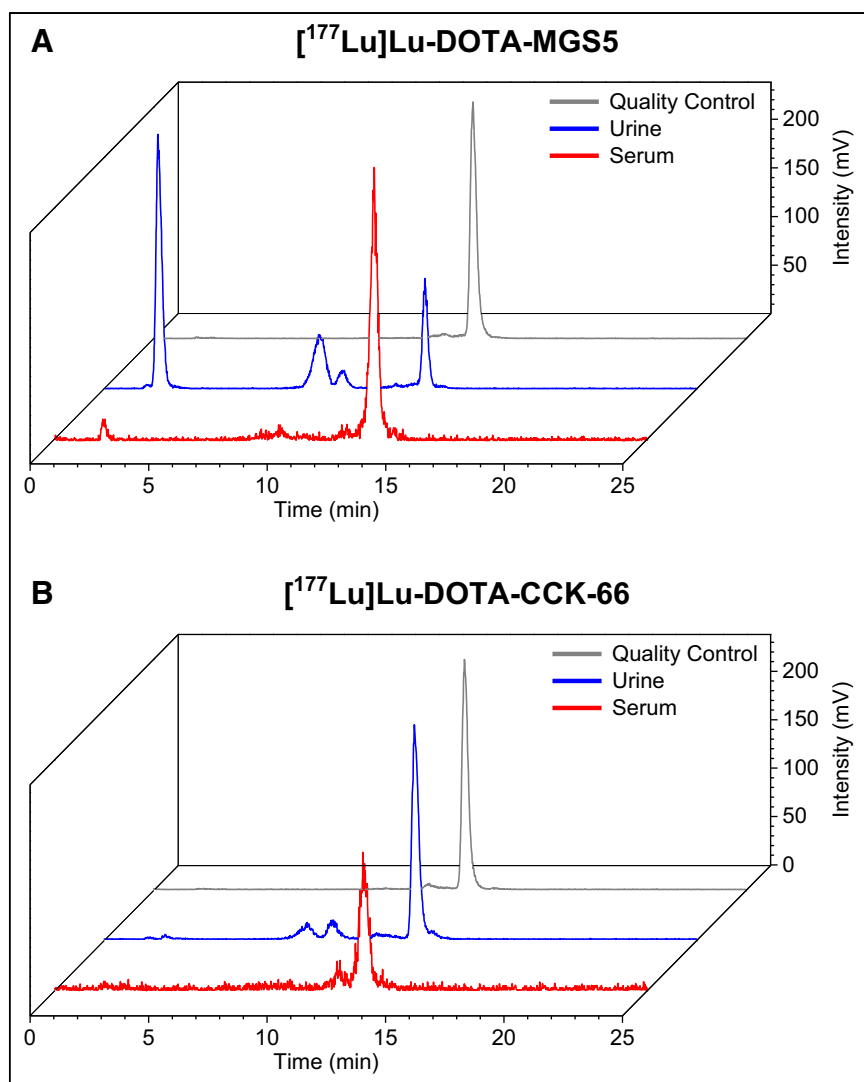 A
[¹⁷⁷Lu]Lu-DOTA-MGS5
Quality Control
Urine
Serum
200
150
100
50
Intensity (mV)
0 5 10 15 20 25
Time (min)
B
[¹⁷⁷Lu]Lu-DOTA-CCK-66
Quality Control
Urine
Serum
200
150
100
50
0
Intensity (mV)
0 5 10 15 20 25
Time (min)